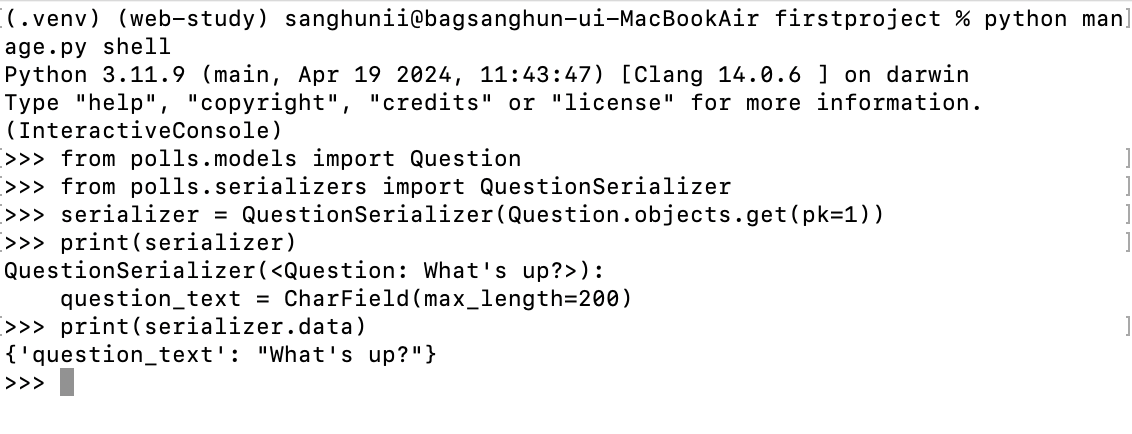 (.venv) (web-study) sanghunii@bagsanghun-ui-MacBookAir firstproject % python man
age.py shell
Python 3.11.9 (main, Apr 19 2024, 11:43:47) [Clang 14.0.6 ] on darwin
Type "help", "copyright", "credits" or "license" for more information.
(InteractiveConsole)
>>> from polls.models import Question
>>> from polls.serializers import QuestionSerializer
>>> serializer = QuestionSerializer(Question.objects.get(pk=1))
>>> print(serializer)
QuestionSerializer(<Question: What's up?>):
    question_text = CharField(max_length=200)
>>> print(serializer.data)
{'question_text': "What's up?"}
>>>